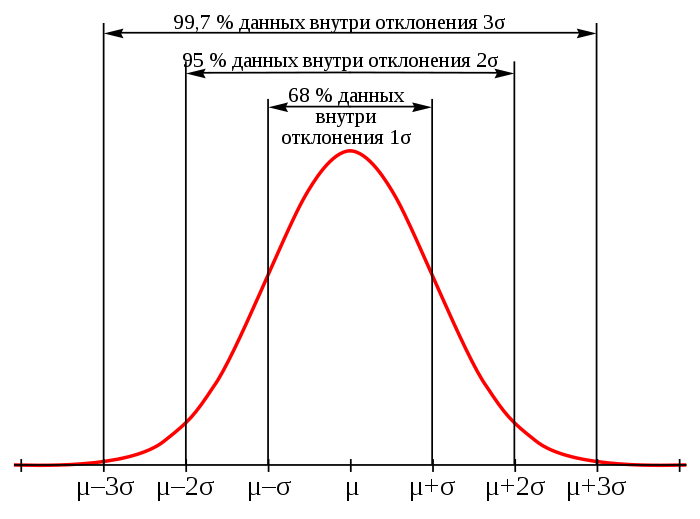 99,7 % данных внутри отклонения 3σ
95 % данных внутри отклонения 2σ
68 % данных
внутри
отклонения 1σ
μ–3σ μ–2σ μ–σ μ μ+σ μ+2σ μ+3σ